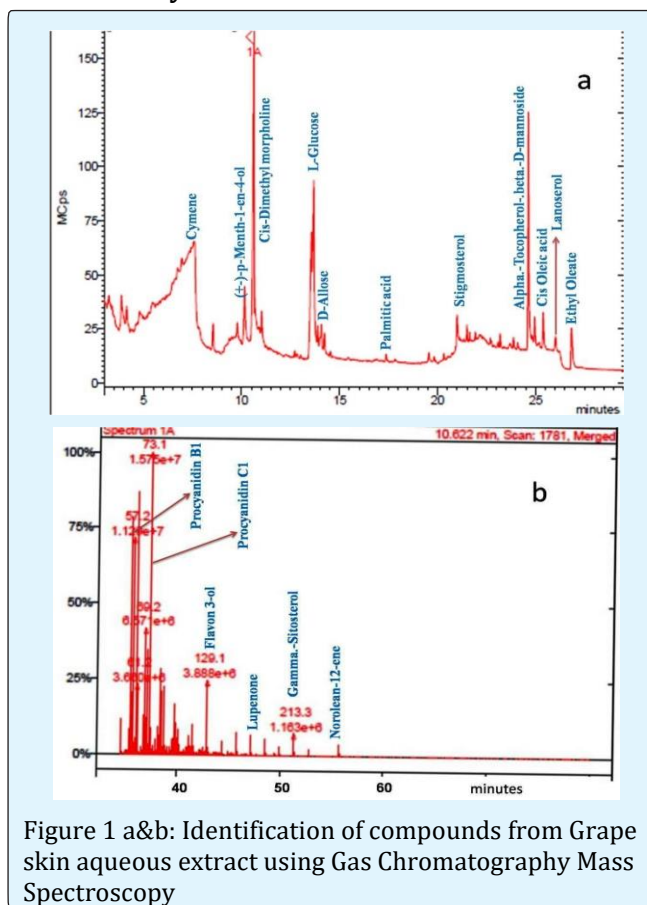 a
1A
150
125
100
75
50
25
0
MCps
Cymene
(±-)-p-Menth-1-en-4-ol
Cis-Dimethyl morpholine
L-Glucose
D-Allose
Palmitic acid
Stigmosterol
Alpha.-Tocopherol-.beta.-D-mannoside
Cis Oleic acid
Lanoserol
Ethyl Oleate
5
10
15
20
25
minutes
Spectrum 1A
10.622 min, Scan: 1781, Merged
b
100%
75%
50%
25%
0%
73.1
1.575e+7
57.2
Procyanidin B1
Procyanidin C1
Flavon 3-ol
129.1
3.888e+6
Lupenone
Gamma.-Sitosterol
213.3
1.163e+6
Norolean-12-ene
40
50
60
minutes
Figure 1 a&b: Identification of compounds from Grape
skin aqueous extract using Gas Chromatography Mass
Spectroscopy